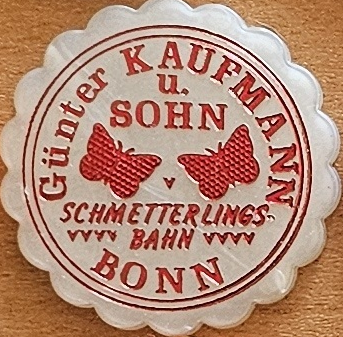 Günter KAUFMANN
u.
SOHN
SCHMETTERLINGS-
BAHN
BONN